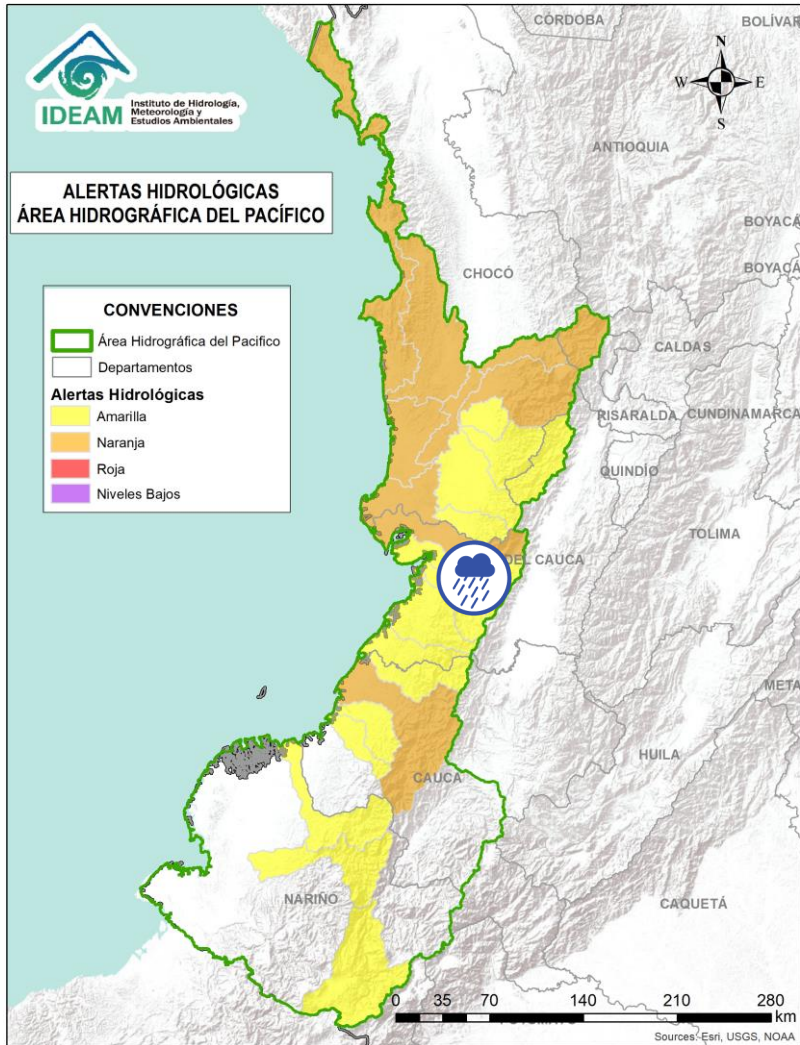 CÓRDOBA
BOLÍVAR
N
W
E
S
IDEAM
Instituto de Hidrología,
Meteorología y
Estudios Ambientales
ANTIOQUIA
ALERTAS HIDROLÓGICAS
ÁREA HIDROGRÁFICA DEL PACÍFICO
BOYACÁ
BOYACÁ
CHOCÓ
CONVENCIONES
Área Hidrográfica del Pacifico
Departamentos
Alertas Hidrológicas
Amarilla
Naranja
Roja
Niveles Bajos
CALDAS
RISARALDA
CUNDINAMARCA
QUINDÍO
TOLIMA
DEL CAUCA
META
HUILA
CAUCA
NARIÑO
CAQUETÁ
0 35 70 140 210 280
km
Sources: Esri, USGS, NOAA